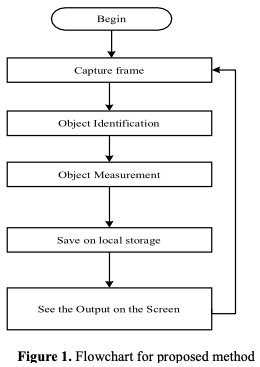 Begin
Capture frame
Object Identification
Object Measurement
Save on local storage
See the Output on the Screen
Figure 1. Flowchart for proposed method